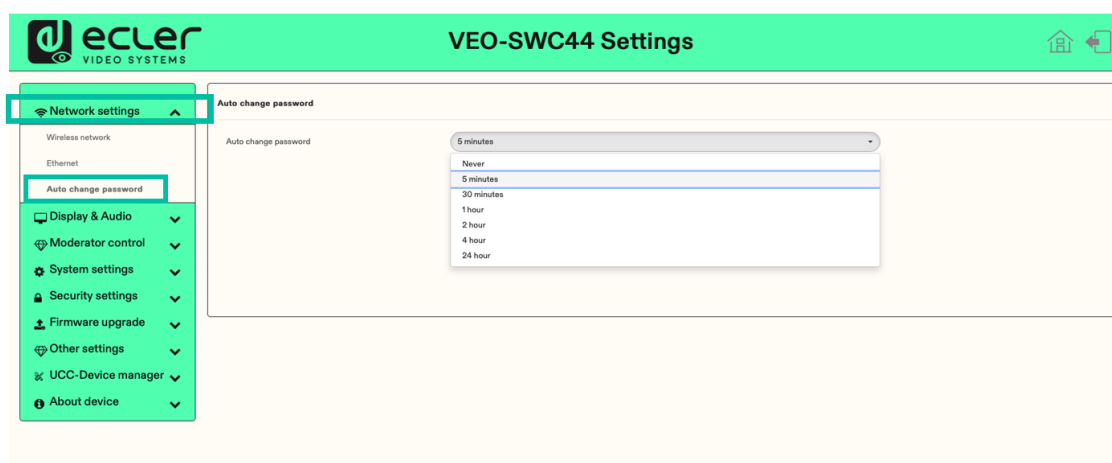 ecler
VIDEO SYSTEMS
VEO-SWC44 Settings
Network settings
Wireless network
Ethernet
Auto change password
Display & Audio
Moderator control
System settings
Security settings
Firmware upgrade
Other settings
UCC-Device manager
About device
Auto change password
Auto change password
5 minutes
Never
5 minutes
30 minutes
1 hour
2 hour
4 hour
24 hour